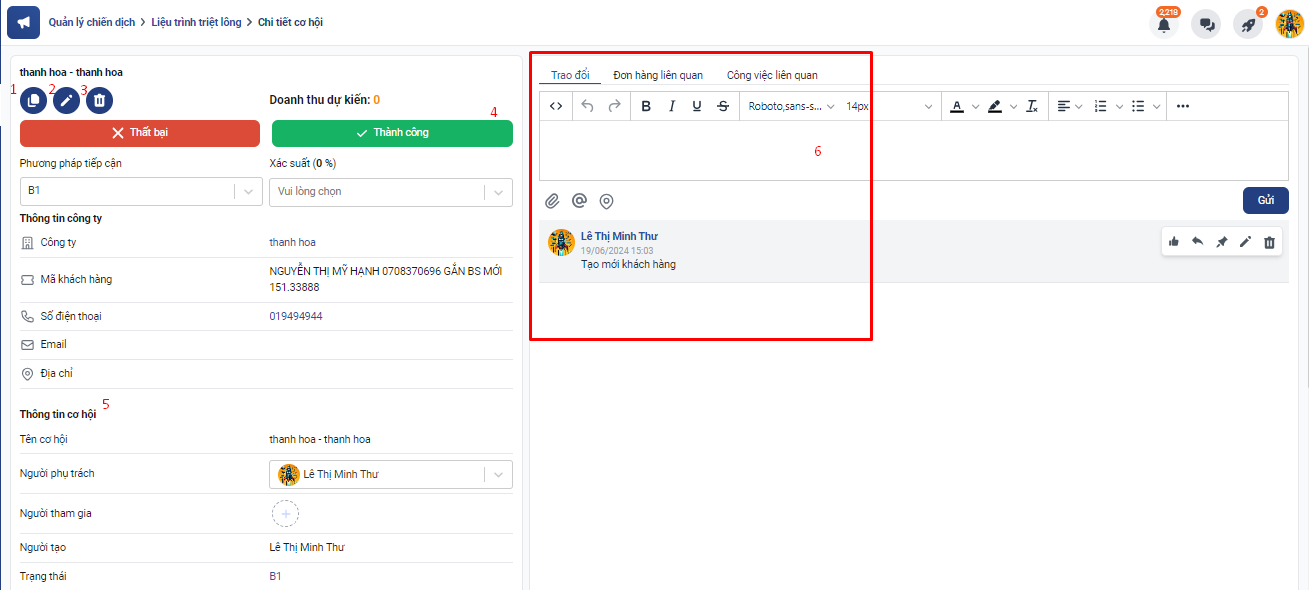 Quản lý chiến dịch > Liệu trình triệt lông > Chi tiết cơ hội
2,218
2
thanh hoa - thanh hoa
1
2
3
Doanh thu dự kiến: 0
4
Thất bại
Thành công
Phương pháp tiếp cận
Xác suất (0 %)
B1
Vui lòng chọn
Thông tin công ty
Công ty
thanh hoa
Mã khách hàng
NGUYỄN THỊ MỸ HẠNH 0708370696 GẮN BS MỚI
151.33888
Số điện thoại
019494944
Email
Địa chỉ
Thông tin cơ hội
5
Tên cơ hội
thanh hoa - thanh hoa
Người phụ trách
Lê Thị Minh Thư
Người tham gia
Người tạo
Lê Thị Minh Thư
Trạng thái
B1
Trao đổi
Đơn hàng liên quan
Công việc liên quan
B I U S
Roboto,sans-s...
14px
A
6
Gửi
Lê Thị Minh Thư
19/06/2024 15:03
Tạo mới khách hàng